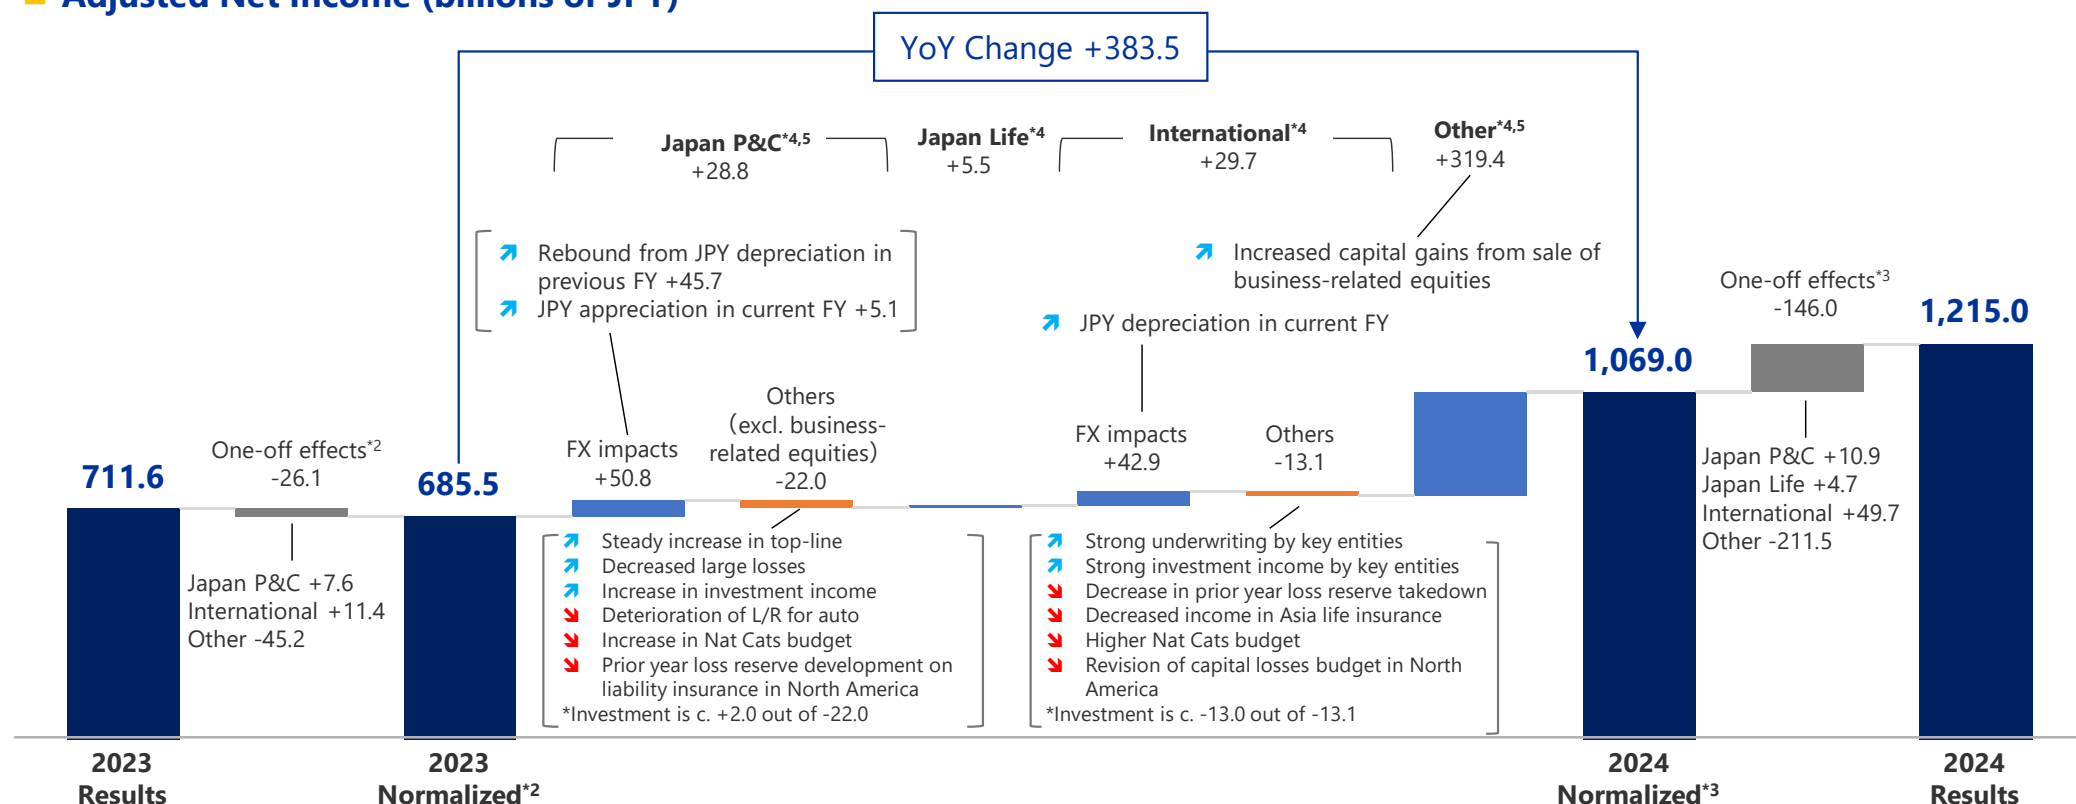 Adjusted Net Income (billions of JPY)
YoY Change +383.5
Japan P&C*4,5
+28.8
Japan Life*4
+5.5
International*4
+29.7
Other*4,5
+319.4
Rebound from JPY depreciation in
previous FY +45.7
JPY appreciation in current FY +5.1
Increased capital gains from sale of
business-related equities
JPY depreciation in current FY
One-off effects*3
-146.0
1,215.0
1,069.0
711.6
One-off effects*2
-26.1
685.5
FX impacts
+50.8
Others
(excl. business-
related equities)
-22.0
FX impacts
+42.9
Others
-13.1
Japan P&C +7.6
International +11.4
Other -45.2
Steady increase in top-line
Decreased large losses
Increase in investment income
Deterioration of L/R for auto
Increase in Nat Cats budget
Prior year loss reserve development on
liability insurance in North America
*Investment is c. +2.0 out of -22.0
Strong underwriting by key entities
Strong investment income by key entities
Decrease in prior year loss reserve takedown
Decreased income in Asia life insurance
Higher Nat Cats budget
Revision of capital losses budget in North
America
*Investment is c. -13.0 out of -13.1
Japan P&C +10.9
Japan Life +4.7
International +49.7
Other -211.5
2023
Results
2023
Normalized*2
2024
Normalized*3
2024
Results